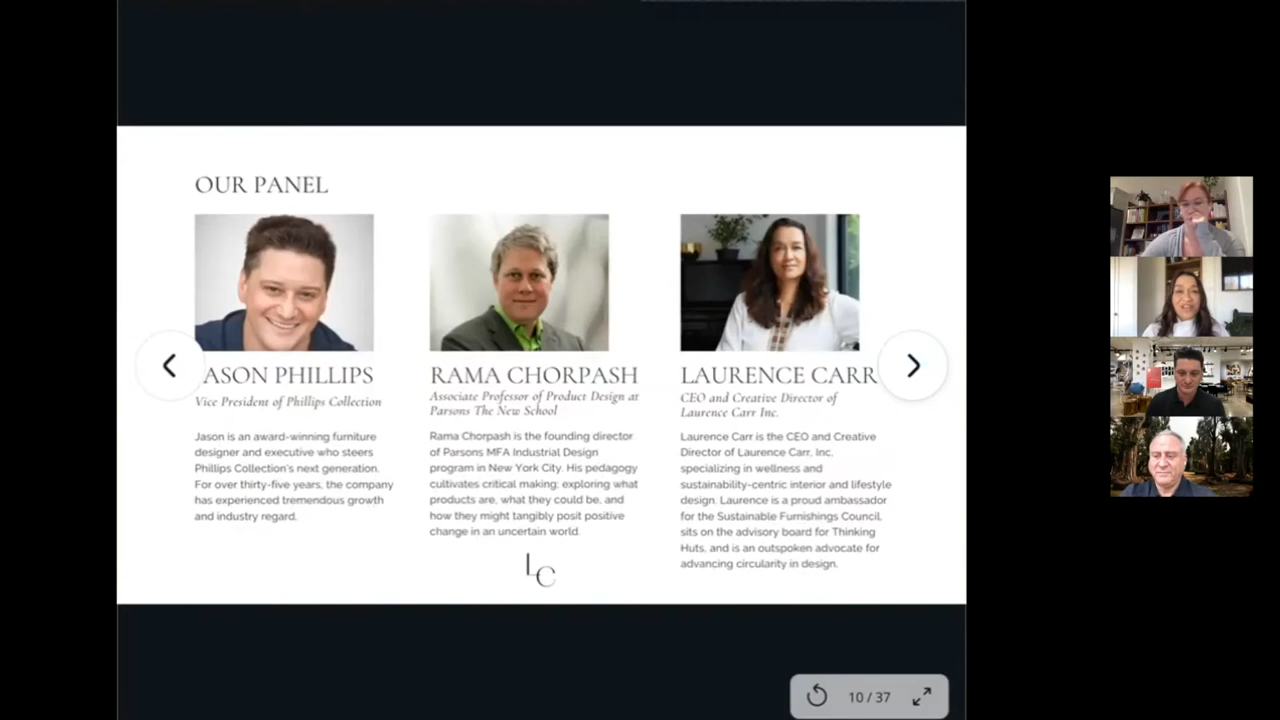 OUR PANEL
ASON PHILLIPS
Vice President of Phillips Collection
Jason is an award-winning furniture
designer and executive who steers
Phillips Collection's next generation.
For over thirty-five years, the company
has experienced tremendous growth
and industry regard.
RAMA CHORPASH
Associate Professor of Product Design at
Parsons The New School
Rama Chorpash is the founding director
of Parsons MFA Industrial Design
program in New York City. His pedagogy
cultivates critical making: exploring what
products are, what they could be, and
how they might tangibly posit positive
change in an uncertain world.
LAURENCE CARR
CEO and Creative Director of
Laurence Carr Inc.
Laurence Carr is the CEO and Creative
Director of Laurence Carr, Inc.
specializing in wellness and
sustainability-centric interior and lifestyle
design. Laurence is a proud ambassador
for the Sustainable Furnishings Council,
sits on the advisory board for Thinking
Huts, and is an outspoken advocate for
advancing circularity in design.
LC
10 / 37